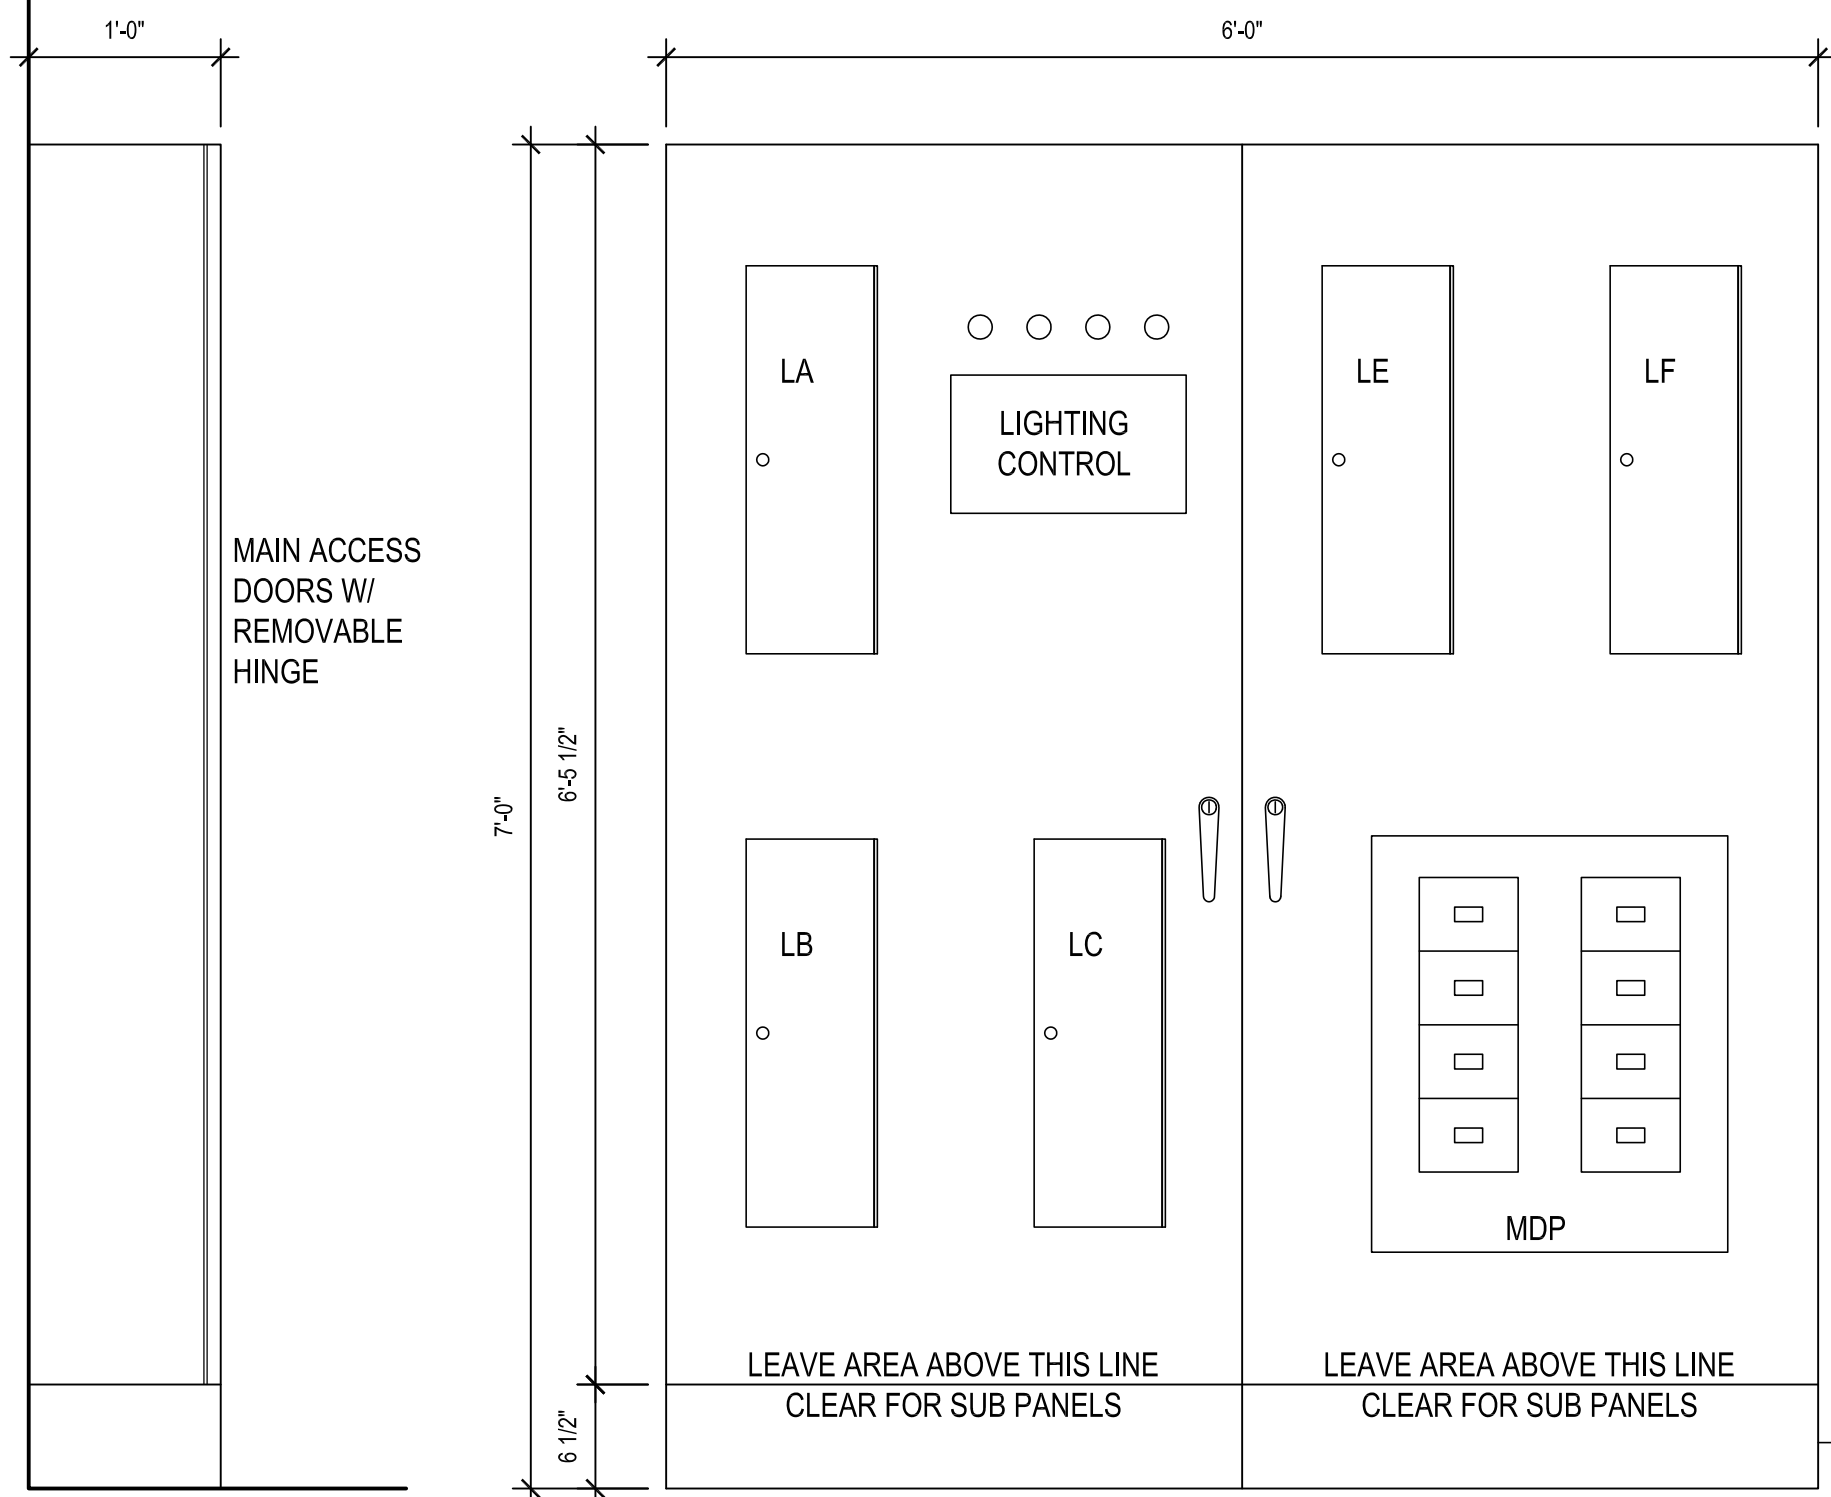 1'-0"
6'-0"
LA
LE
LF
LIGHTING
CONTROL
MAIN ACCESS
DOORS W/
REMOVABLE
HINGE
6'-5 1/2"
7'-0"
LB
LC
MDP
LEAVE AREA ABOVE THIS LINE
CLEAR FOR SUB PANELS
LEAVE AREA ABOVE THIS LINE
CLEAR FOR SUB PANELS
6 1/2"